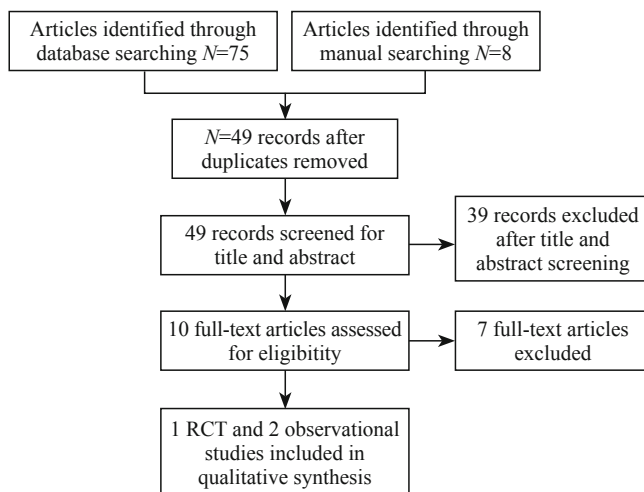 Articles identified through
database searching N=75
Articles identified through
manual searching N=8
N=49 records after
duplicates removed
49 records screened for
title and abstract
39 records excluded
after title and
abstract screening
10 full-text articles assessed
for eligibitity
7 full-text articles
excluded
1 RCT and 2 observational
studies included in
qualitative synthesis